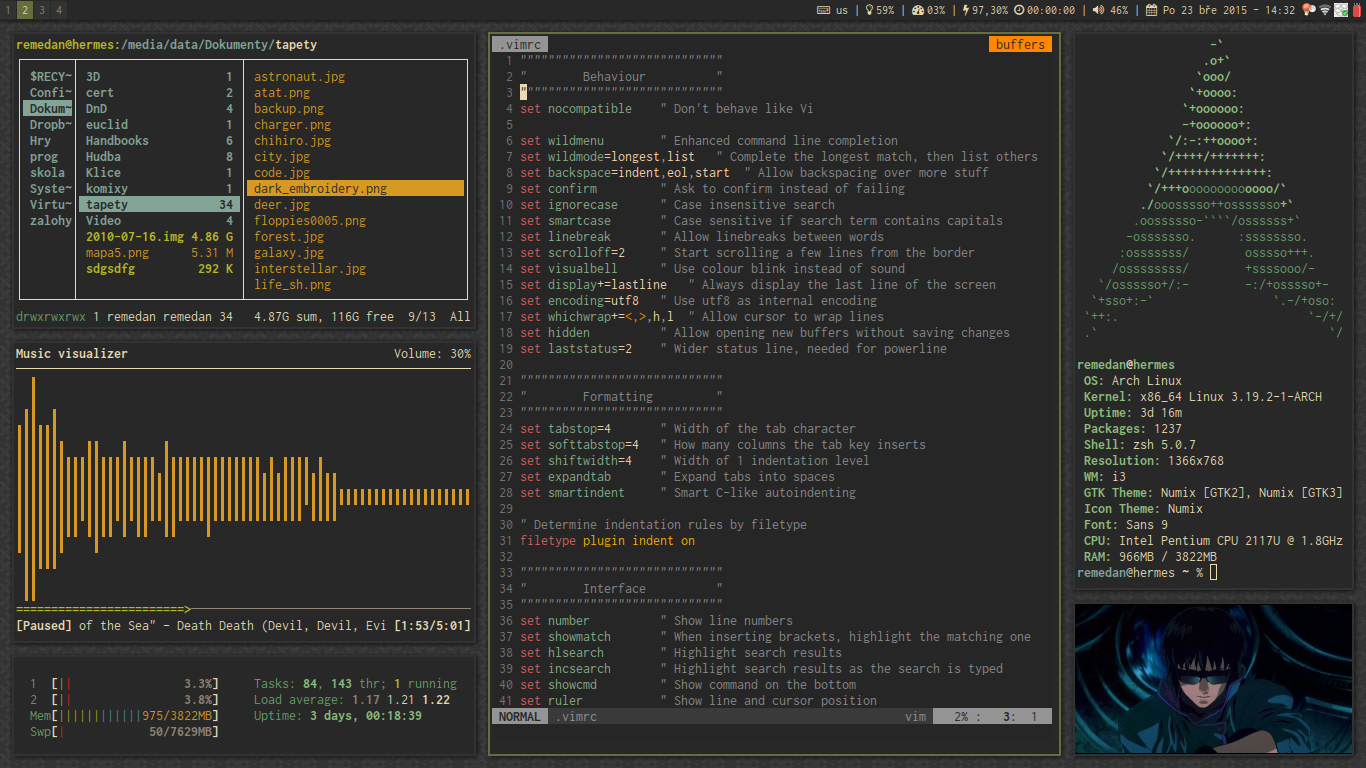 1 2 3 4
us | 59% | 03% | 97,30% 00:00:00 | 46% | Po 23 bře 2015 - 14:32
remedan@hermes:/media/data/Dokumenty/tapety
$RECY~ 3D 1 astronaut.jpg
Confi~ cert 2 atat.png
Dokum~ DnD 4 backup.png
Dropb~ euclid 1 charger.png
Hry Handbooks 6 chihiro.jpg
prog Hudba 8 city.jpg
skola Klice 1 code.jpg
Syste~ komixy 1 dark_embroidery.png
Virtu~ tapety 34 deer.jpg
zalohy Video 4 floppies0005.png
2010-07-16.img 4.86 G forest.jpg
mapa5.png 5.31 M galaxy.jpg
sdgsdfg 292 K interstellar.jpg
life_sh.png
drwxrwxrwx 1 remedan remedan 34 4.87G sum, 116G free 9/13 All
Music visualizer Volume: 30%
=========================>
[Paused] of the Sea" - Death Death (Devil, Devil, Evi [1:53/5:01]
1 [|| 3.3%] Tasks: 84, 143 thr; 1 running
2 [|| 3.8%] Load average: 1.17 1.21 1.22
Mem[||||||||||||975/3822MB] Uptime: 3 days, 00:18:39
Swp[| 50/7629MB]
.vimrc buffers
1 """""""""""""""""""""""""""""
2 " Behaviour "
3 """""""""""""""""""""""""""""
4 set nocompatible " Don't behave like Vi
5
6 set wildmenu " Enhanced command line completion
7 set wildmode=longest,list " Complete the longest match, then list others
8 set backspace=indent,eol,start " Allow backspacing over more stuff
9 set confirm " Ask to confirm instead of failing
10 set ignorecase " Case insensitive search
11 set smartcase " Case sensitive if search term contains capitals
12 set linebreak " Allow linebreaks between words
13 set scrolloff=2 " Start scrolling a few lines from the border
14 set visualbell " Use colour blink instead of sound
15 set display+=lastline " Always display the last line of the screen
16 set encoding=utf8 " Use utf8 as internal encoding
17 set whichwrap+=<,>,h,l " Allow cursor to wrap lines
18 set hidden " Allow opening new buffers without saving changes
19 set laststatus=2 " Wider status line, needed for powerline
20
21 """""""""""""""""""""""""""""
22 " Formatting "
23 """""""""""""""""""""""""""""
24 set tabstop=4 " Width of the tab character
25 set softtabstop=4 " How many columns the tab key inserts
26 set shiftwidth=4 " Width of 1 indentation level
27 set expandtab " Expand tabs into spaces
28 set smartindent " Smart C-like autoindenting
29
30 " Determine indentation rules by filetype
31 filetype plugin indent on
32
33 """""""""""""""""""""""""""""
34 " Interface "
35 """""""""""""""""""""""""""""
36 set number " Show line numbers
37 set showmatch " When inserting brackets, highlight the matching one
38 set hlsearch " Highlight search results
39 set incsearch " Highlight search results as the search is typed
40 set showcmd " Show command on the bottom
41 set ruler " Show line and cursor position
NORMAL .vimrc vim 2% : 3: 1
-`
.o+`
`ooo/
`+oooo:
`+oooooo:
-+oooooo+:
`/:-:++oooo+:
`/++++/+++++++:
`/++++++++++++++:
`/+++ooooooooooooo/`
./ooosssso++osssssso+`
.oossssso-````/ossssss+`
-osssssso. :ssssssso.
:osssssss/ osssso+++.
/ossssssss/ +ssssooo/-
`/ossssso+/:- -:/+osssso+-
`+sso+:-` `.-/+oso:
`++:. `-/+/
.` `/
remedan@hermes
OS: Arch Linux
Kernel: x86_64 Linux 3.19.2-1-ARCH
Uptime: 3d 16m
Packages: 1237
Shell: zsh 5.0.7
Resolution: 1366x768
WM: i3
GTK Theme: Numix [GTK2], Numix [GTK3]
Icon Theme: Numix
Font: Sans 9
CPU: Intel Pentium CPU 2117U @ 1.8GHz
RAM: 966MB / 3822MB
remedan@hermes ~ %